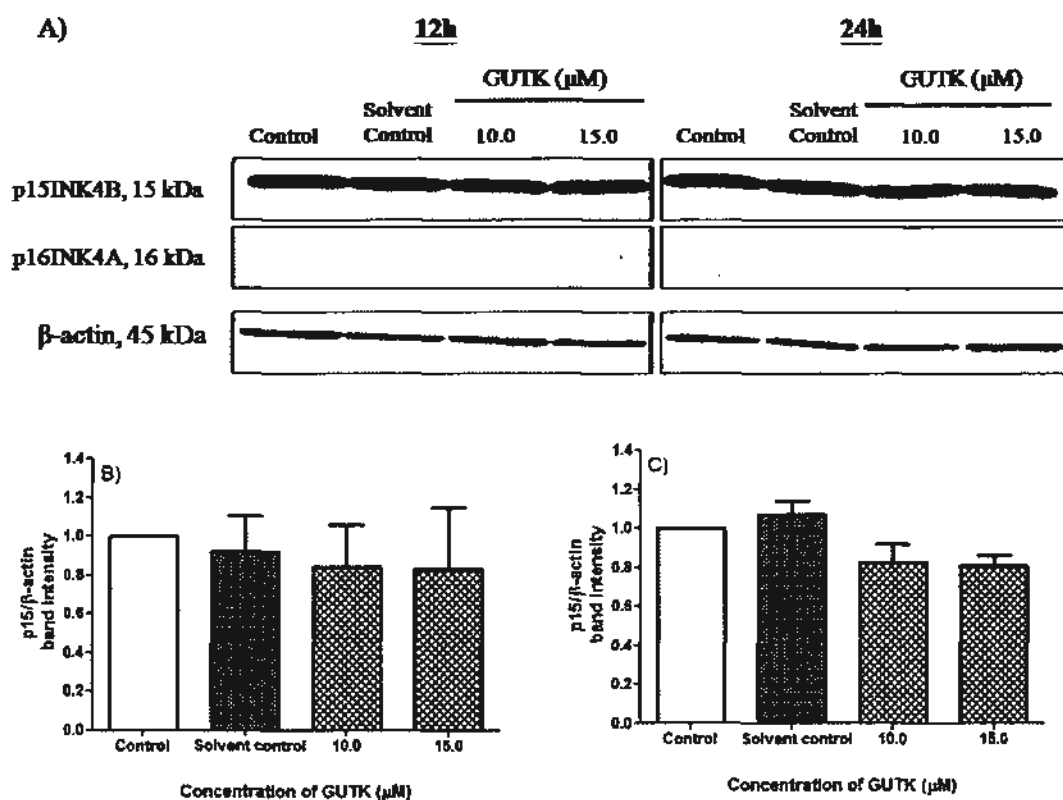 A)
12h
24h
GUTK (μM)
GUTK (μM)
Control
Solvent Control
10.0
15.0
Control
Solvent Control
10.0
15.0
p15INK4B, 15 kDa
p16INK4A, 16 kDa
β-actin, 45 kDa
B)
p15/β-actin
band intensity
1.4
1.2
1.0
0.8
0.6
0.4
0.2
0.0
Control
Solvent control
10.0
15.0
Concentration of GUTK (μM)
C)
p15/β-actin
band intensity
1.4
1.2
1.0
0.8
0.6
0.4
0.2
0.0
Control
Solvent control
10.0
15.0
Concentration of GUTK (μM)